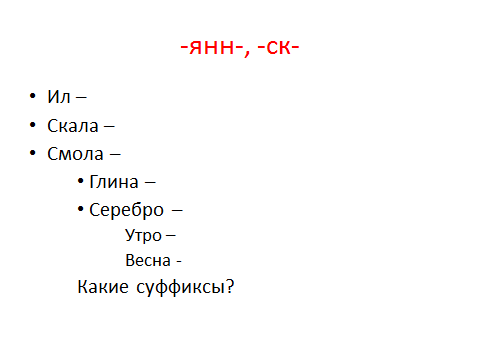 -янн-, -ск-
• Ил –
• Скала –
• Смола –
• Глина –
• Серебро –
Утро –
Весна -
Какие суффиксы?